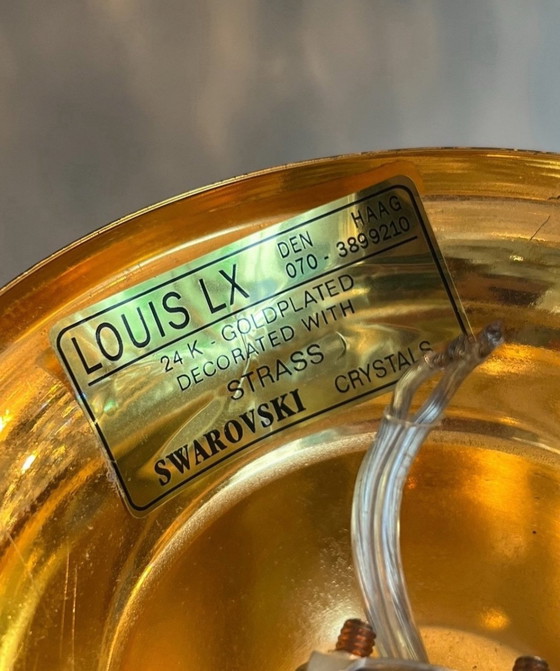 LOUIS LX DEN HAAG
070 - 3899210
24 K - GOLDPLATED
DECORATED WITH
STRASS
SWAROVSKI CRYSTALS